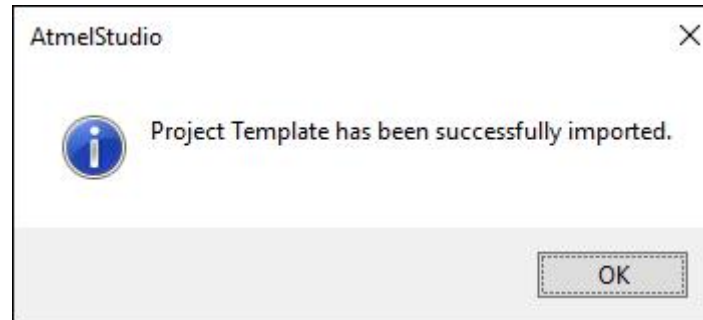 AtmelStudio
Project Template has been successfully imported.
OK